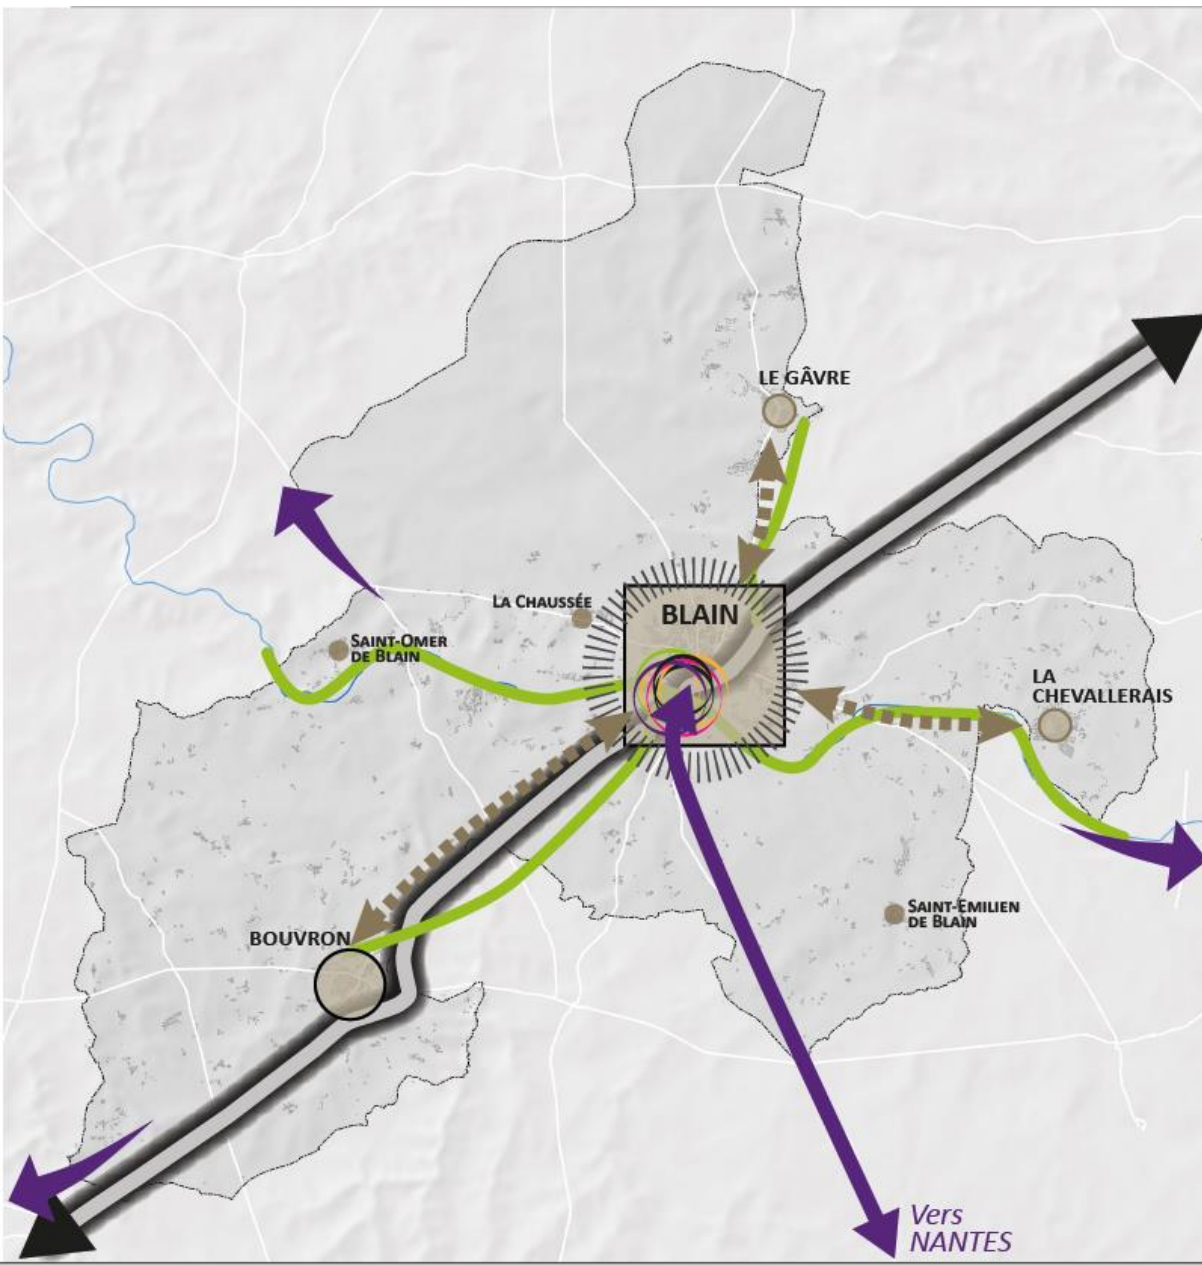 LE GÂVRE
LA CHAUSSÉE
BLAIN
SAINT-OMER
DE BLAIN
LA
CHEVALLERAIS
SAINT-EMILIEN
DE BLAIN
BOUVRON
Vers
NANTES